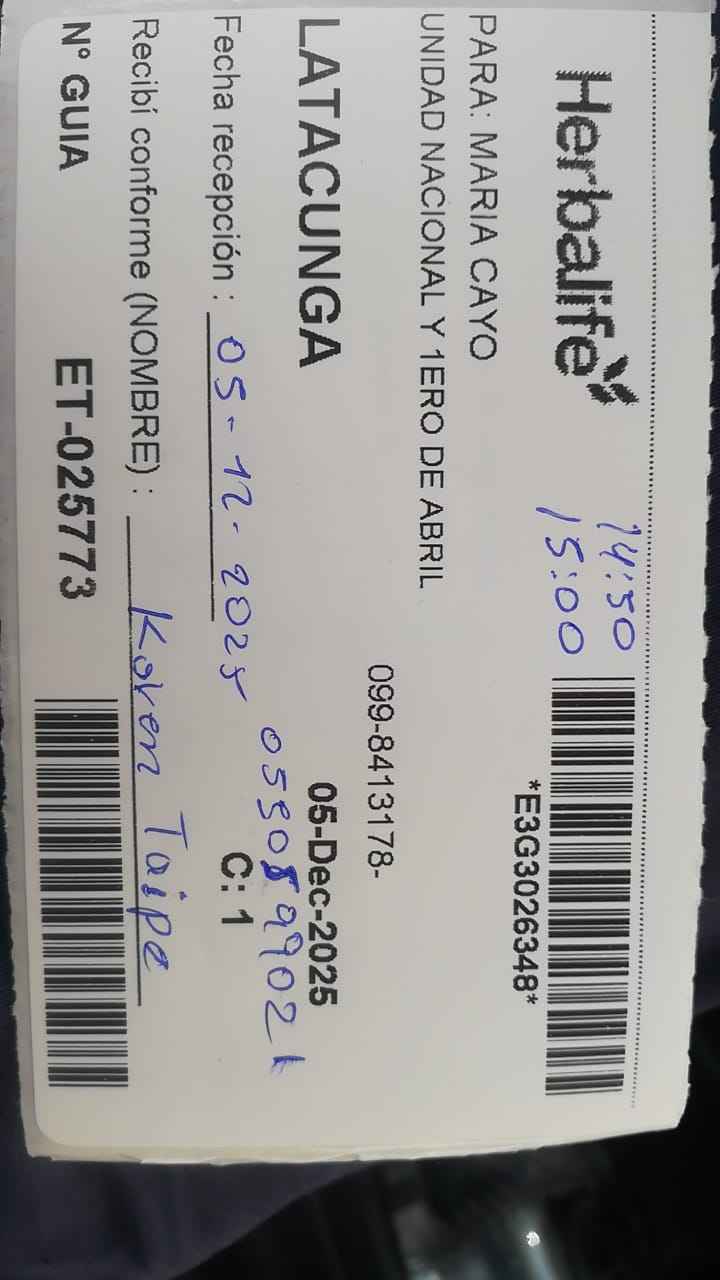 Herbalife
14:50
15:00
*E3G3026348*
PARA: MARIA CAYO
UNIDAD NACIONAL Y 1ERO DE ABRIL
099-8413178-
LATACUNGA
05-Dec-2025
Fecha recepción : 05-12-2025
C: 1
Recibí conforme (NOMBRE) : Karen Taipe
Nº GUIA ET-025773